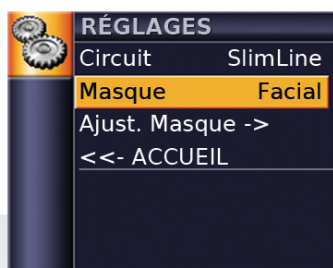 RÉGLAGES
Circuit SlimLine
Masque Facial
Ajust. Masque ->
<<- ACCUEIL